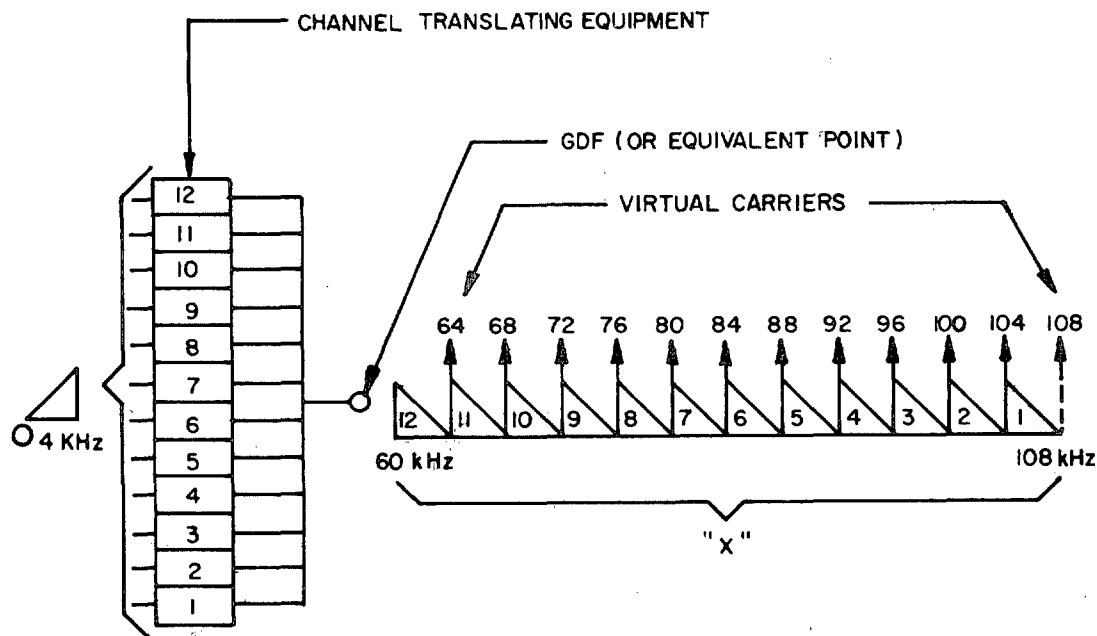 CHANNEL TRANSLATING EQUIPMENT
GDF (OR EQUIVALENT POINT)
VIRTUAL CARRIERS
12
11
10
9
8
7
6
5
4
3
2
1
O 4 KHz
64 68 72 76 80 84 88 92 96 100 104 108
12 11 10 9 8 7 6 5 4 3 2 1
60 kHz 108 kHz
"X"